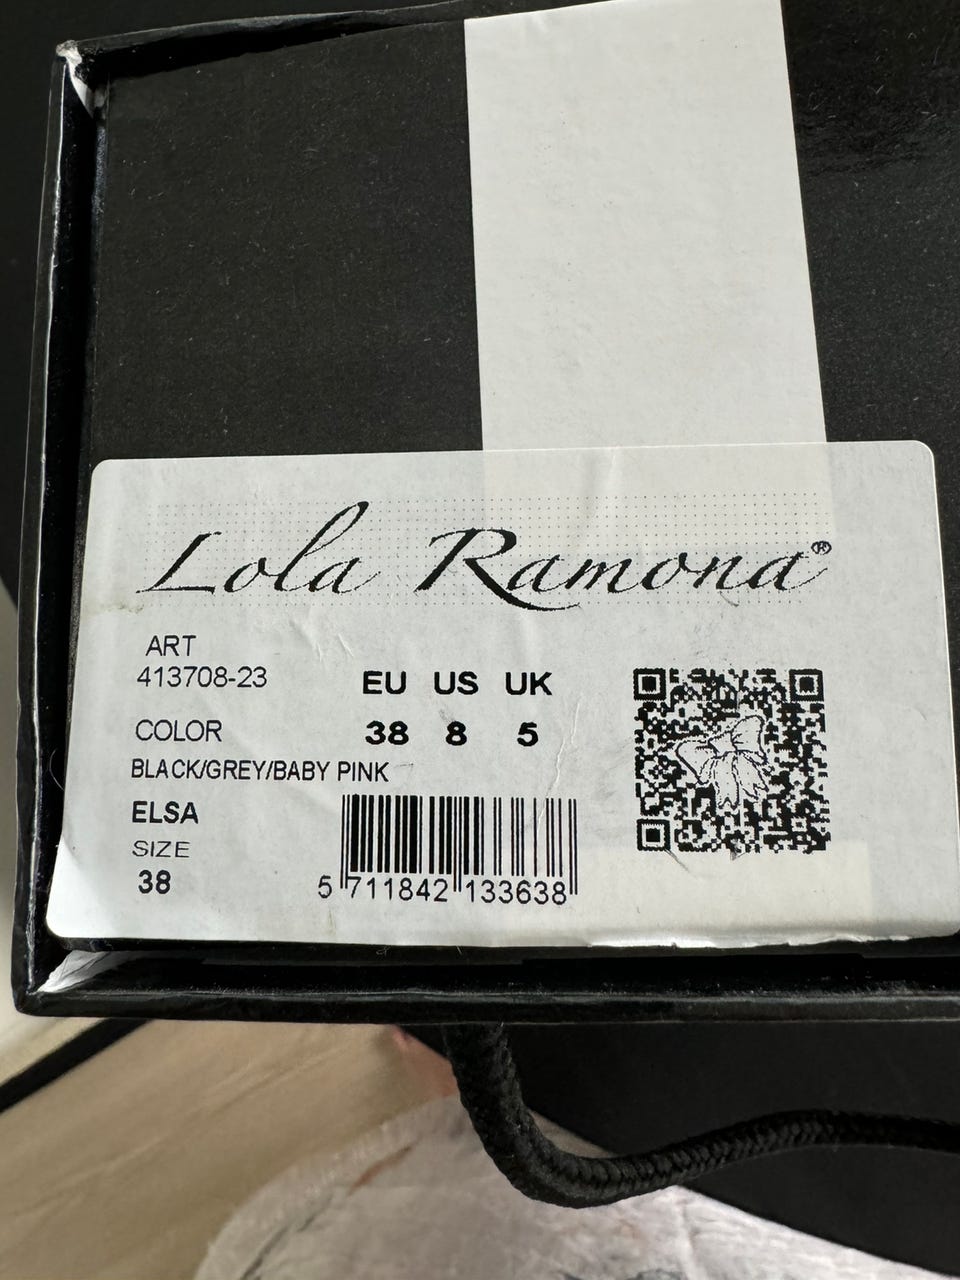 Lola Ramona®
ART
413708-23
EU US UK
38 8 5
COLOR
BLACK/GREY/BABY PINK
ELSA
SIZE
38
5 711842 133638